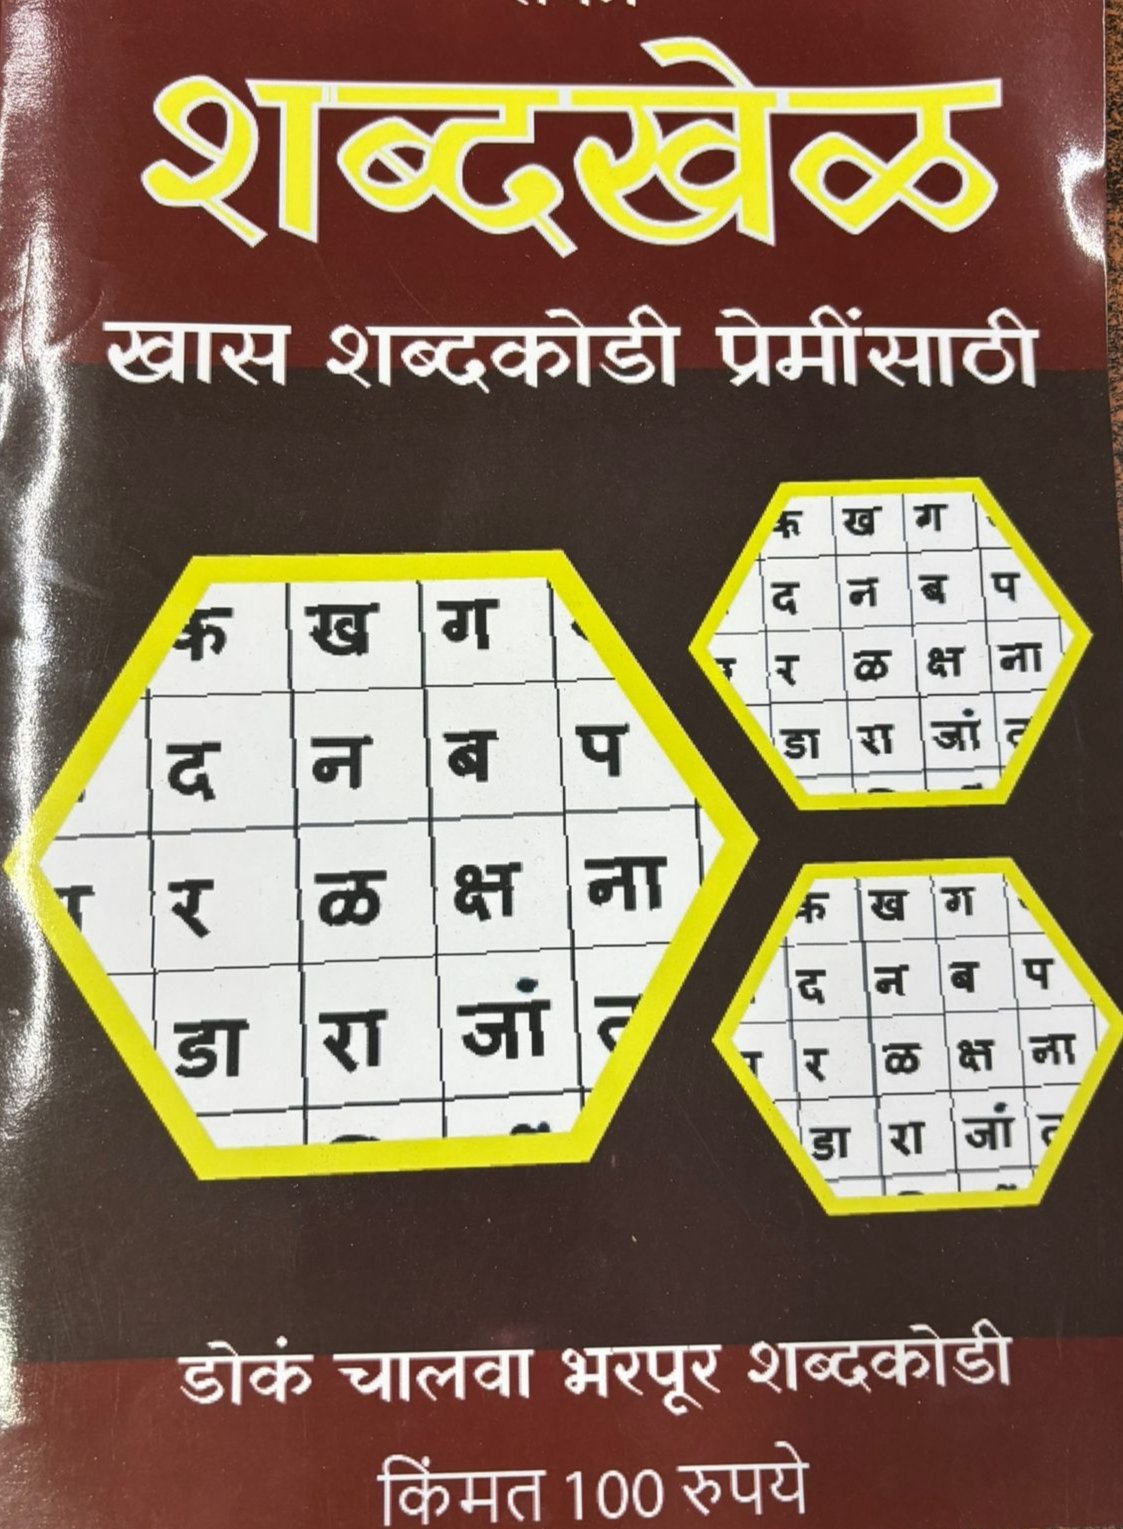 शब्दखेळ
खास शब्दकोडी प्रेमींसाठी
क ख ग
द न ब प
र ळ क्ष ना
डा रा जां
क ख ग
द न ब प
र ळ क्ष ना
डा रा जां
क ख ग
द न ब प
र ळ क्ष ना
डा रा जां
डोकं चालवा भरपूर शब्दकोडी
किंमत 100 रुपये